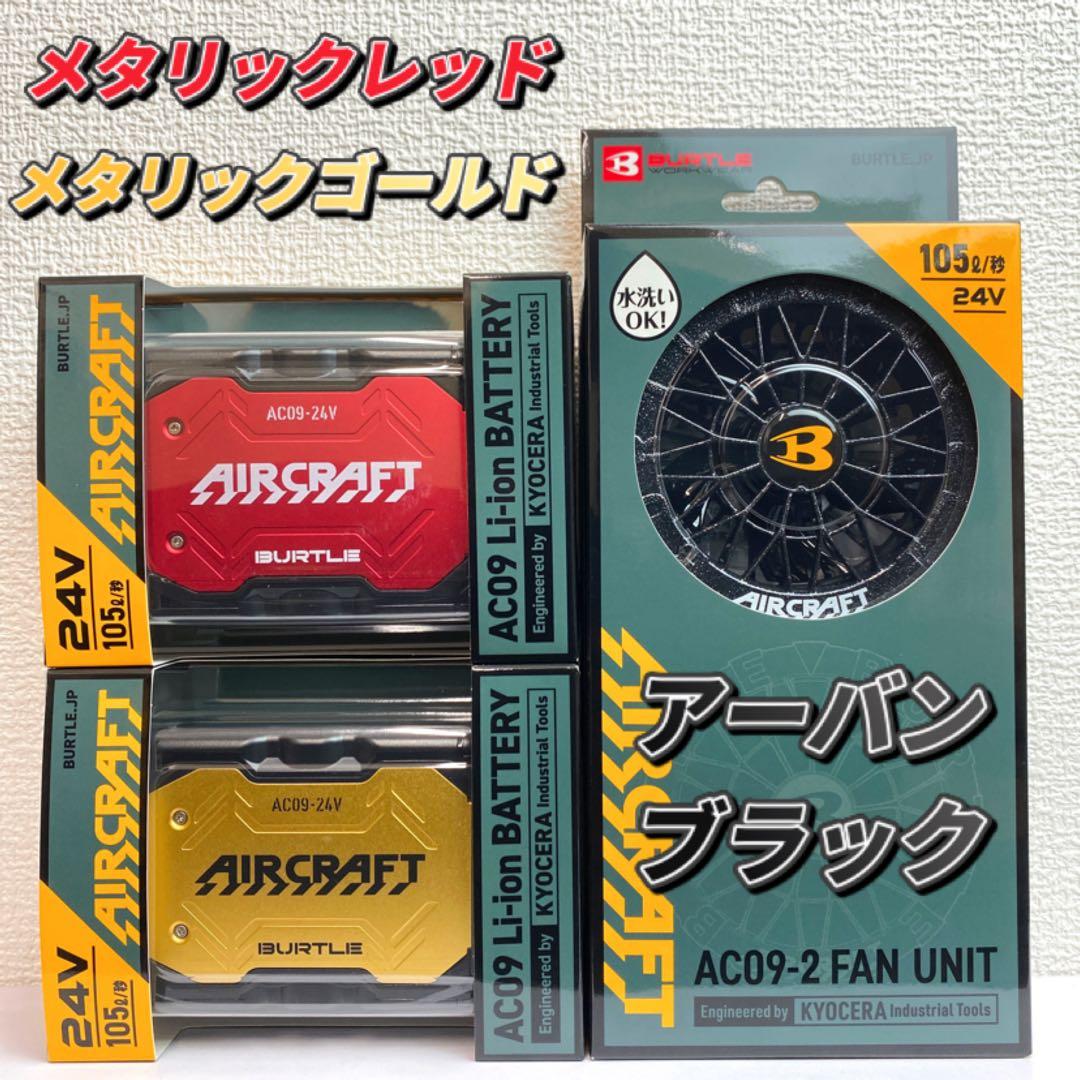 メタリックレッド
メタリックゴールド
BURTLE.JP
AIRCRAFT
24V
105ℓ/秒
AC09-24V
AIRCRAFT
BURTLE
AC09 Li-ion BATTERY
Engineered by KYOCERA Industrial Tools
BURTLE.JP
AIRCRAFT
24V
105ℓ/秒
AC09-24V
AIRCRAFT
BURTLE
AC09 Li-ion BATTERY
Engineered by KYOCERA Industrial Tools
B BURTLE
WORKWEAR
BURTLE.JP
水洗い
OK!
105ℓ/秒
24V
B
AIRCRAFT
AIRCRAFT
アーバン
ブラック
AC09-2 FAN UNIT
Engineered by KYOCERA Industrial Tools